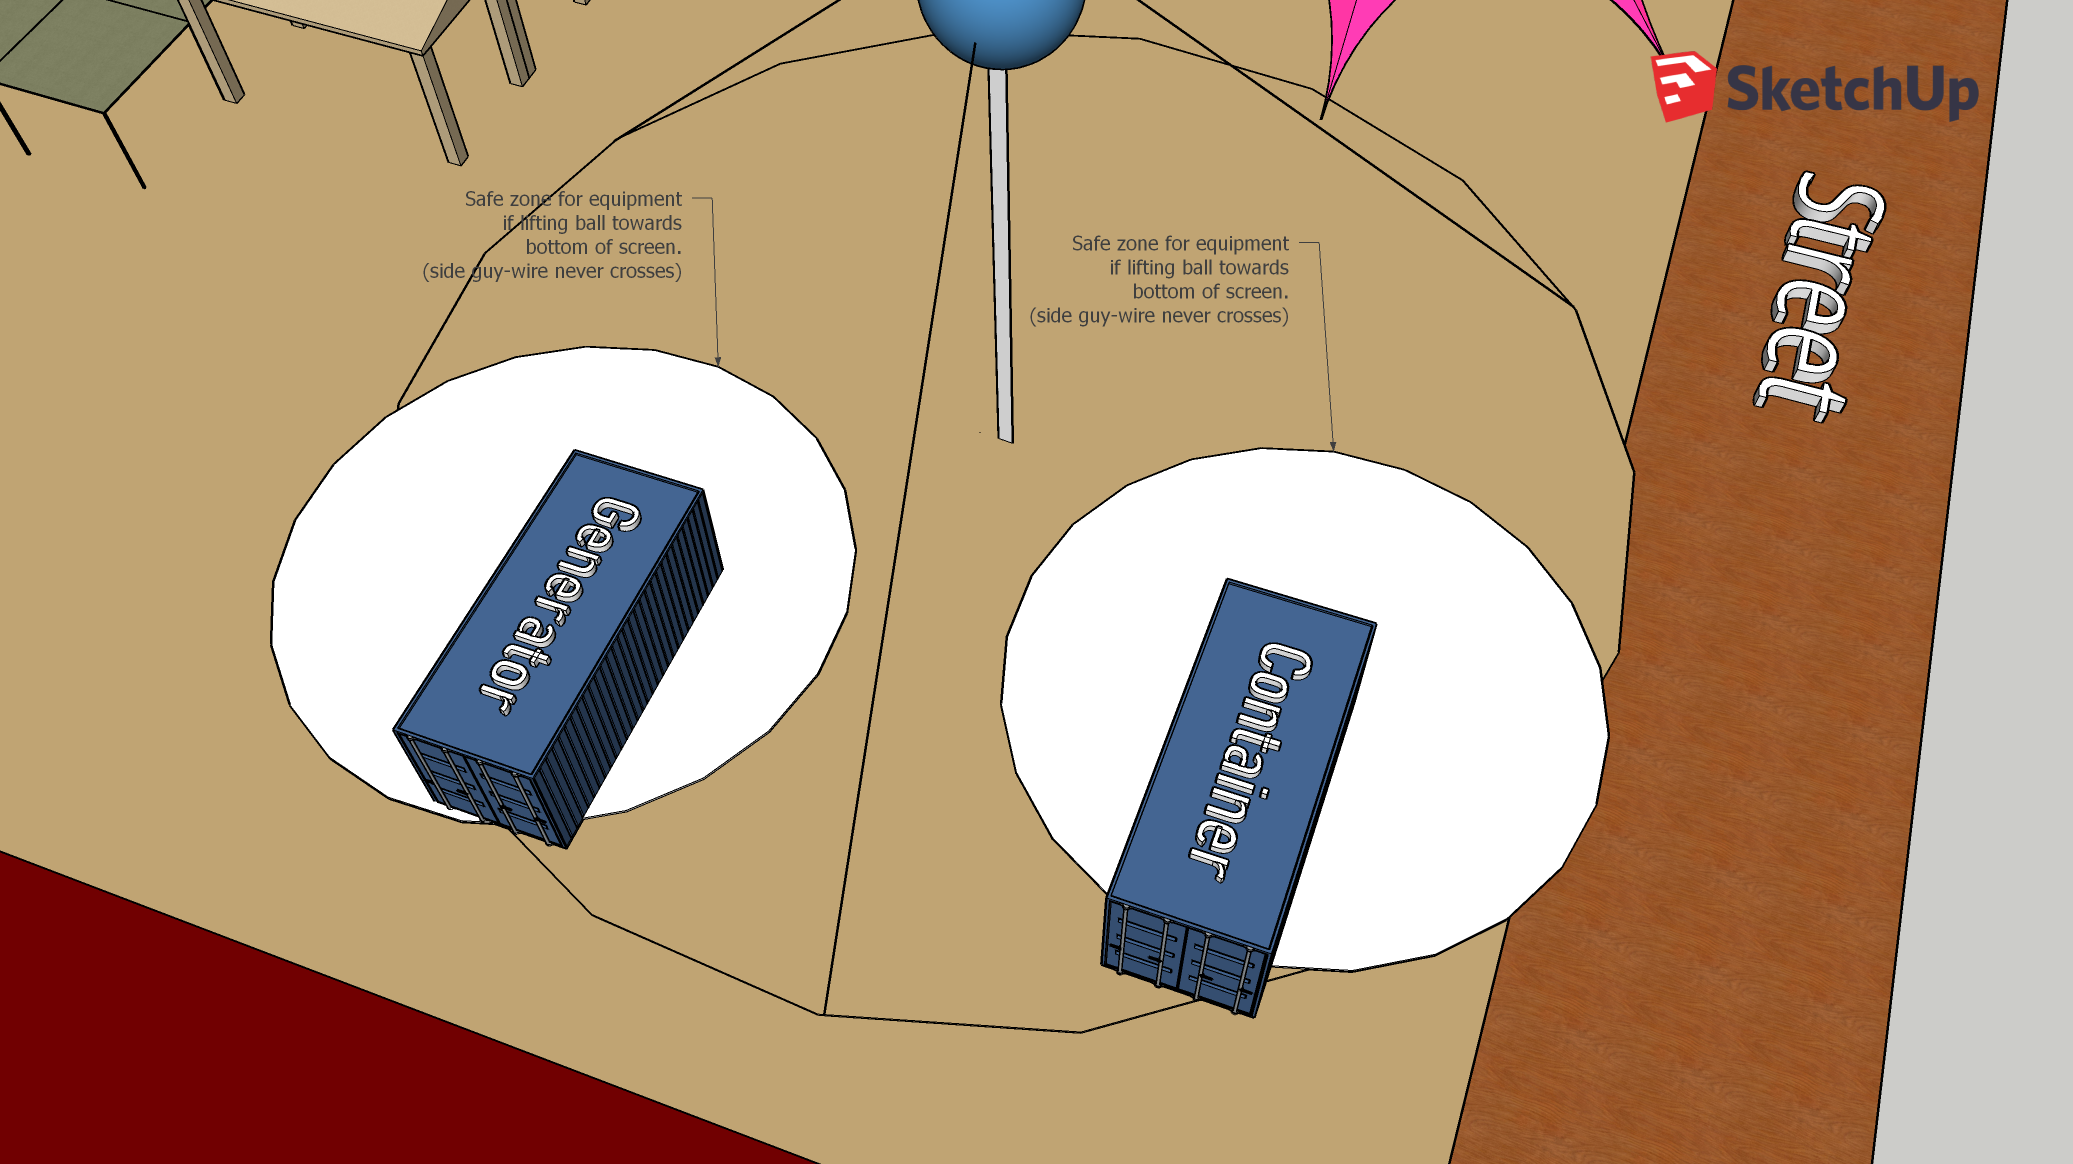 SketchUp
Street
Safe zone for equipment
if lifting ball towards
bottom of screen.
(side guy-wire never crosses)
Safe zone for equipment
if lifting ball towards
bottom of screen.
(side guy-wire never crosses)
Generator
Container